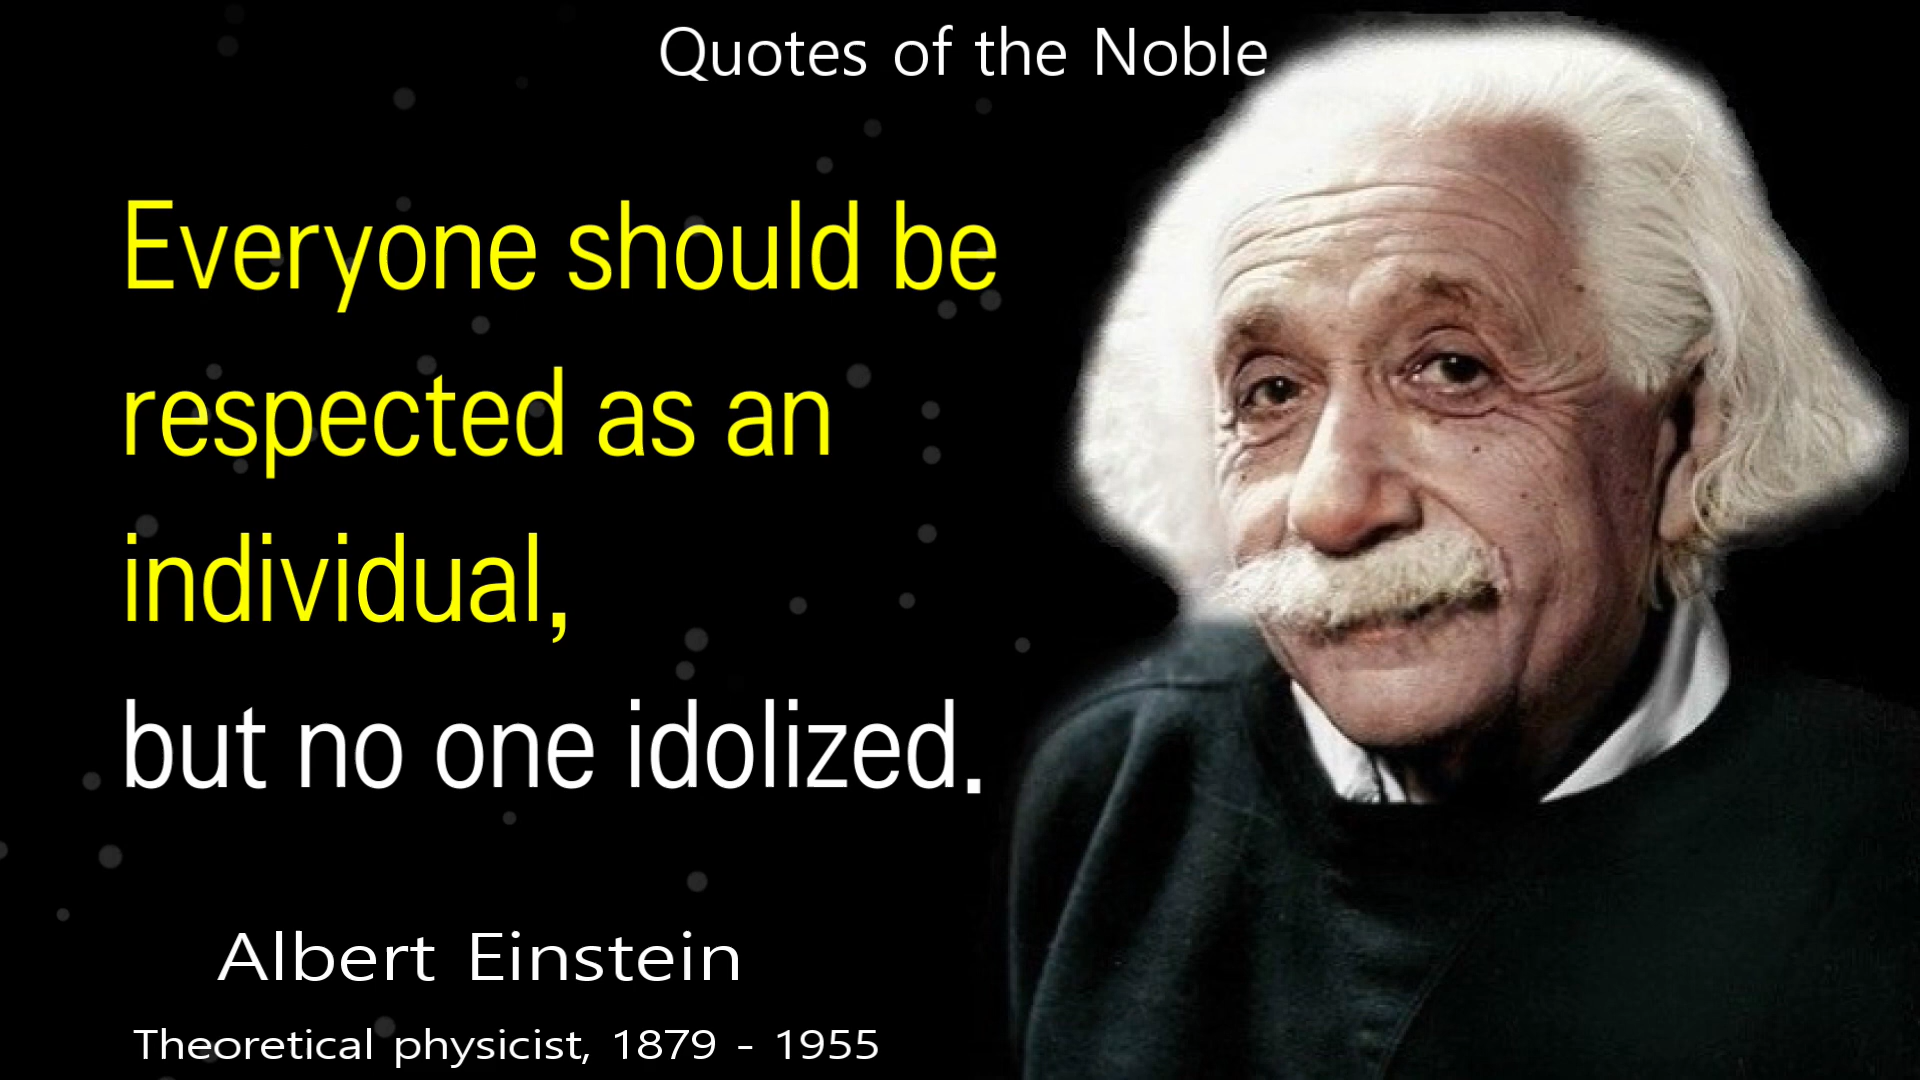 Quotes of the Noble
Everyone should be
respected as an
individual,
but no one idolized.
Albert Einstein
Theoretical physicist, 1879 - 1955